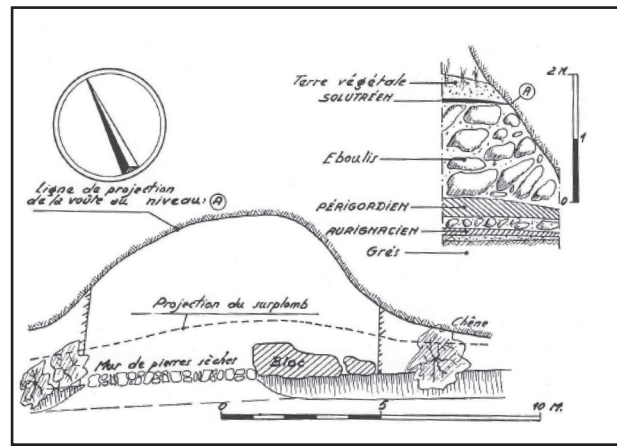 Terre végétale
SOLUTRÉEN
A
2 M.
1
0
Eboulis
PÉRIGORDIEN
AURIGNACIEN
Grés
Ligne de projection
de la voûte au niveau: A
Projection du surplomb
Chêne
Mur de pierres sèches
Bloc
0
5
10 M.